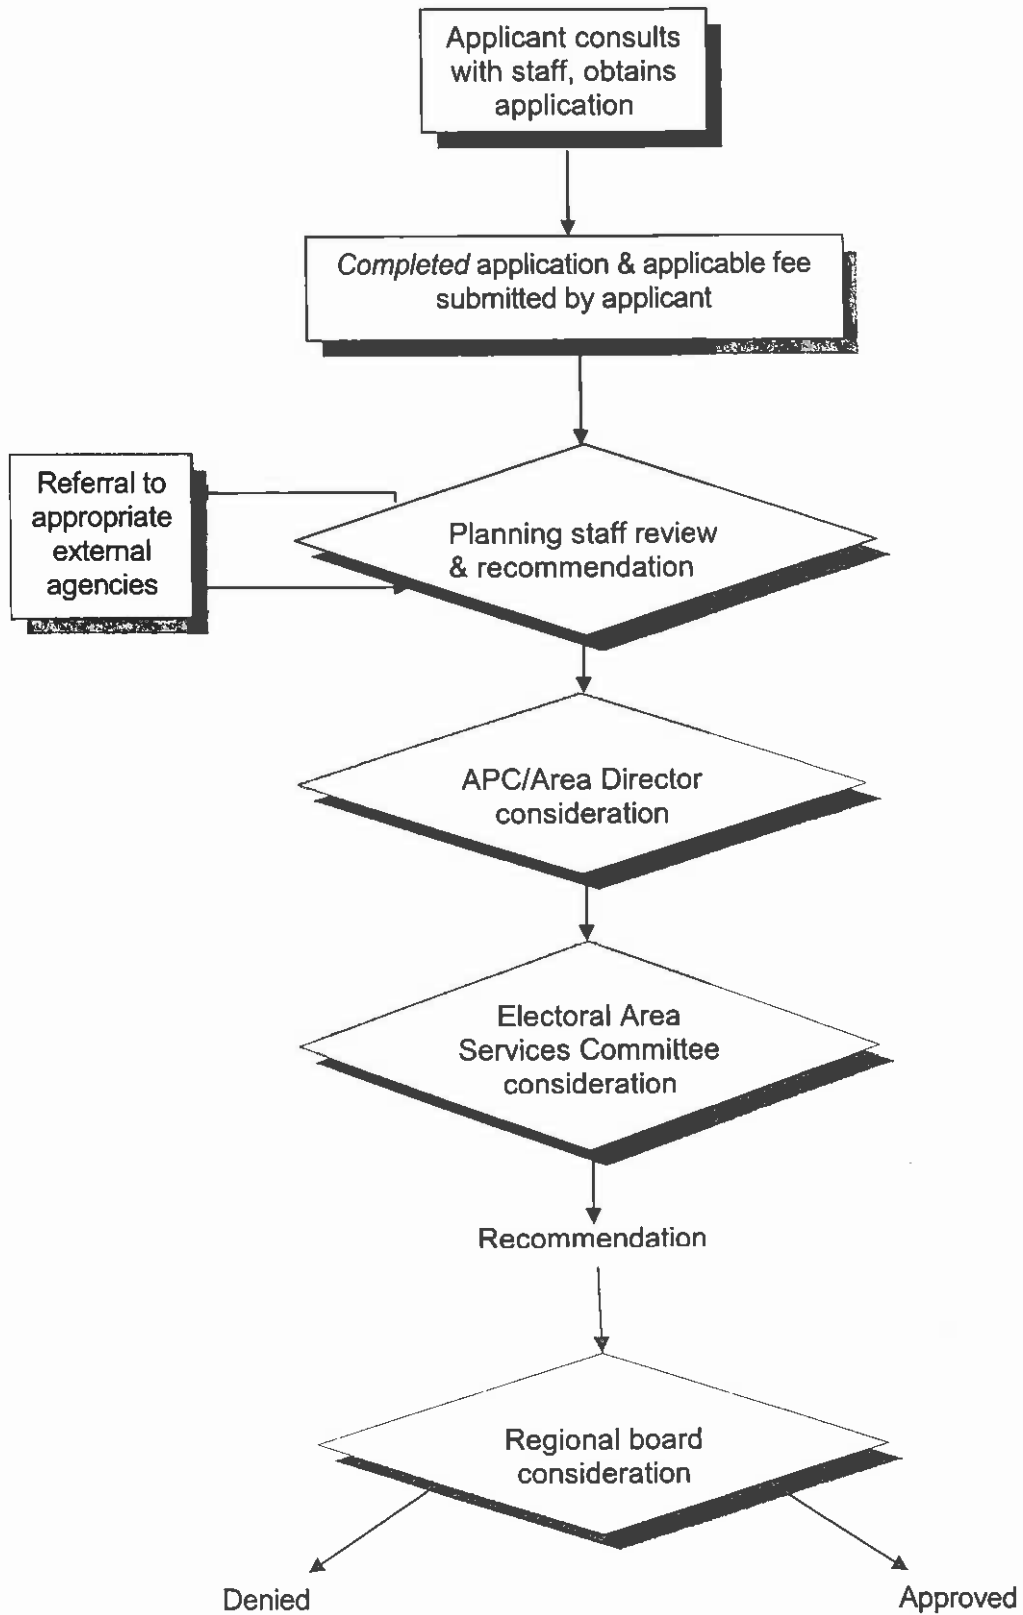 Applicant consults
with staff, obtains
application
Completed application & applicable fee
submitted by applicant
Referral to
appropriate
external
agencies
Planning staff review
& recommendation
APC/Area Director
consideration
Electoral Area
Services Committee
consideration
Recommendation
Regional board
consideration
Denied
Approved